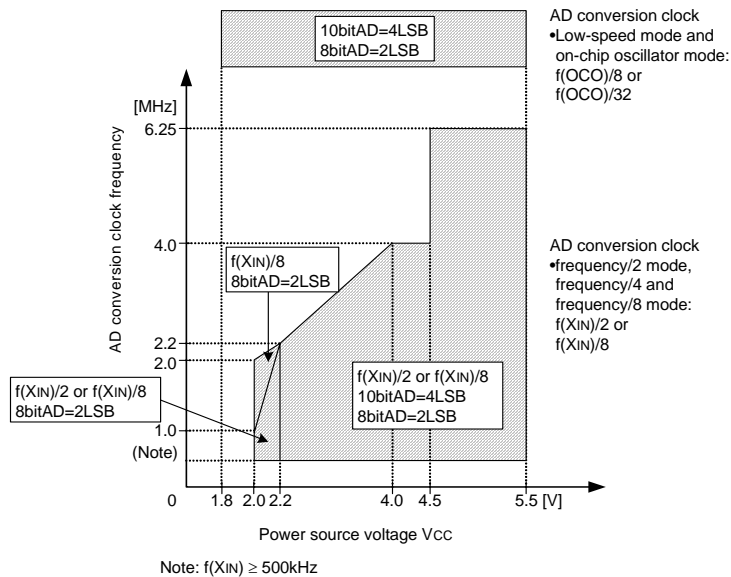 10bitAD=4LSB
8bitAD=2LSB
AD conversion clock
•Low-speed mode and
on-chip oscillator mode:
f(OCO)/8 or
f(OCO)/32
[MHz]
6.25
AD conversion clock frequency
4.0
f(XIN)/8
8bitAD=2LSB
AD conversion clock
•frequency/2 mode,
frequency/4 and
frequency/8 mode:
f(XIN)/2 or
f(XIN)/8
2.2
2.0
f(XIN)/2 or f(XIN)/8
8bitAD=2LSB
f(XIN)/2 or f(XIN)/8
10bitAD=4LSB
8bitAD=2LSB
1.0
(Note)
0 1.8 2.0 2.2 4.0 4.5 5.5 [V]
Power source voltage VCC
Note: f(XIN) ≥ 500kHz